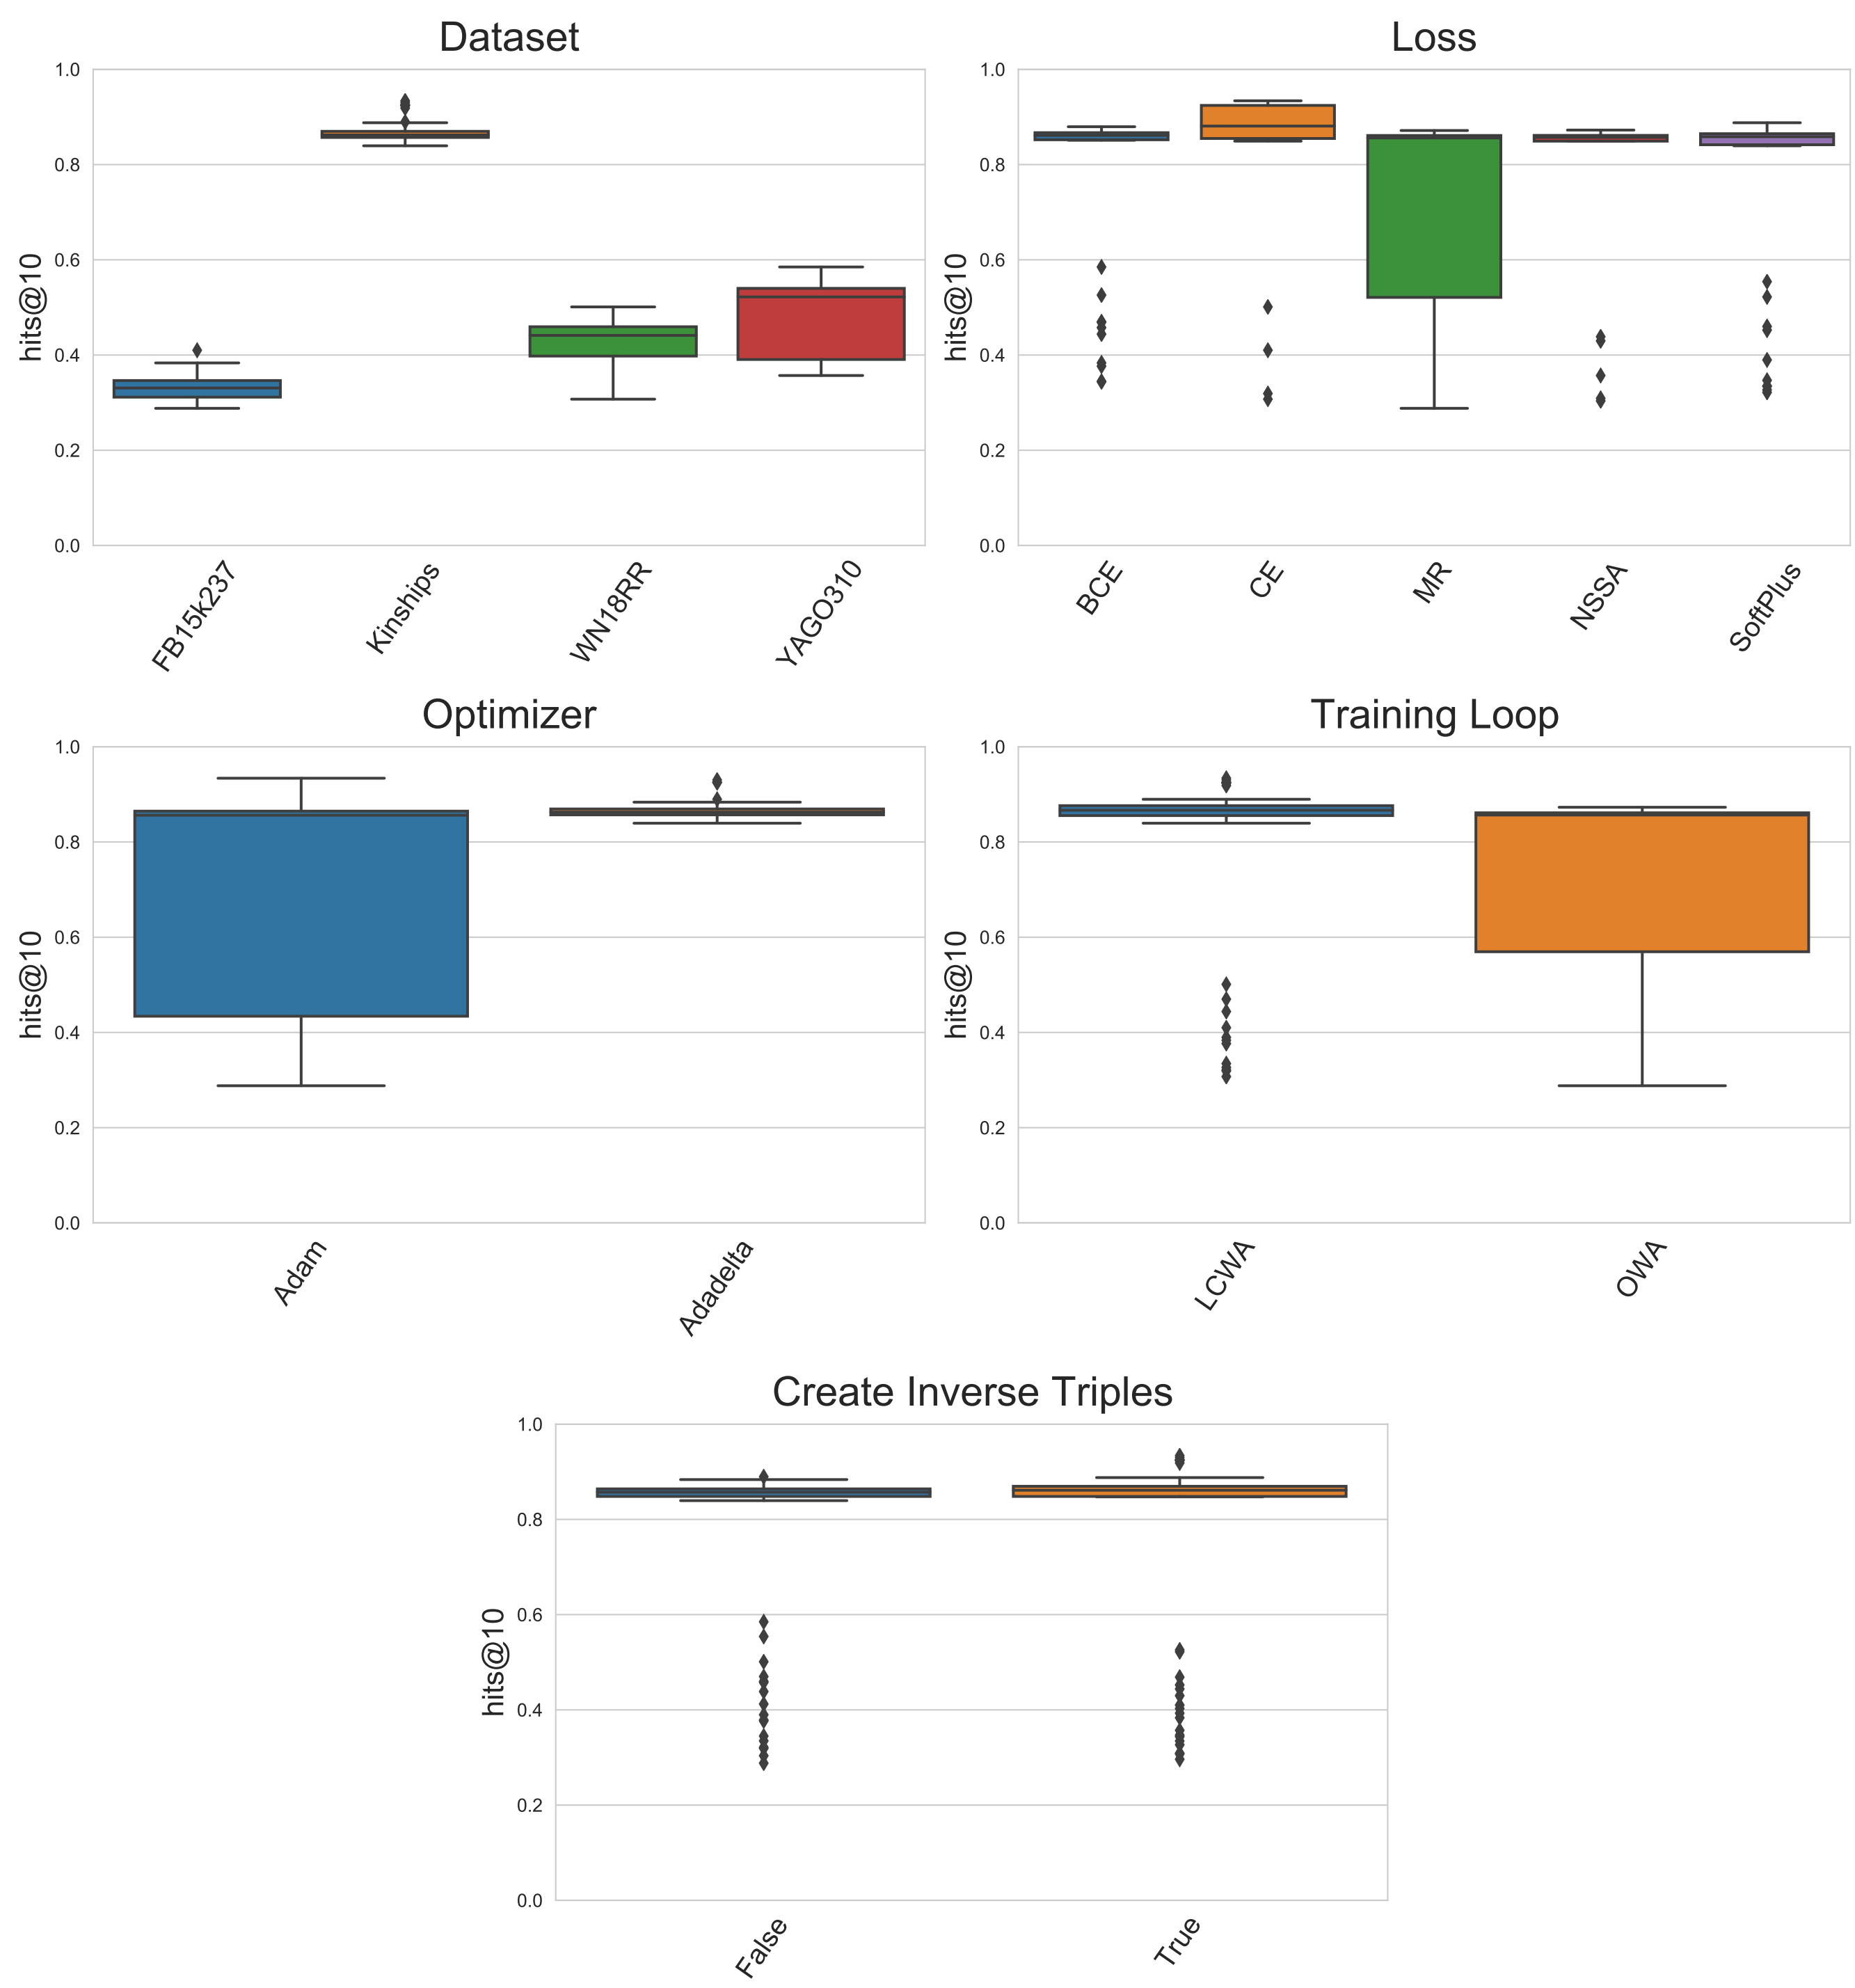 Dataset
1.0
0.8
0.6
0.4
0.2
0.0
hits@10
FB15k237
Kinships
WN18RR
YAGO310
Loss
1.0
0.8
0.6
0.4
0.2
0.0
hits@10
BCE
CE
MR
NSSA
SoftPlus
Optimizer
1.0
0.8
0.6
0.4
0.2
0.0
hits@10
Adam
Adadelta
Training Loop
1.0
0.8
0.6
0.4
0.2
0.0
hits@10
LCWA
OWA
Create Inverse Triples
1.0
0.8
0.6
0.4
0.2
0.0
hits@10
False
True